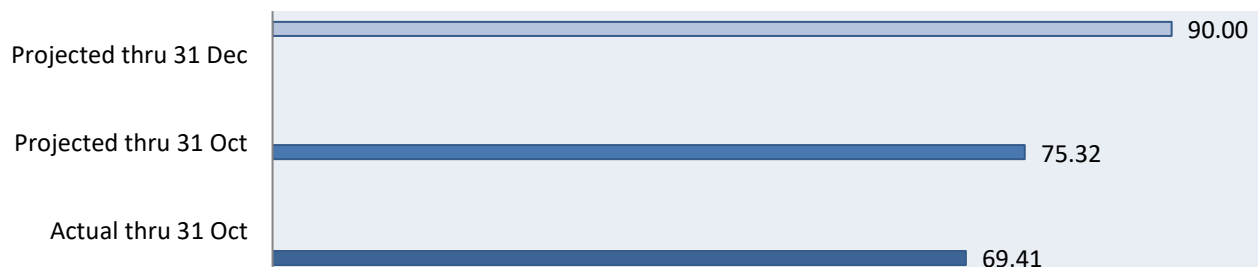 90.00
Projected thru 31 Dec
Projected thru 31 Oct
75.32
Actual thru 31 Oct
69.41